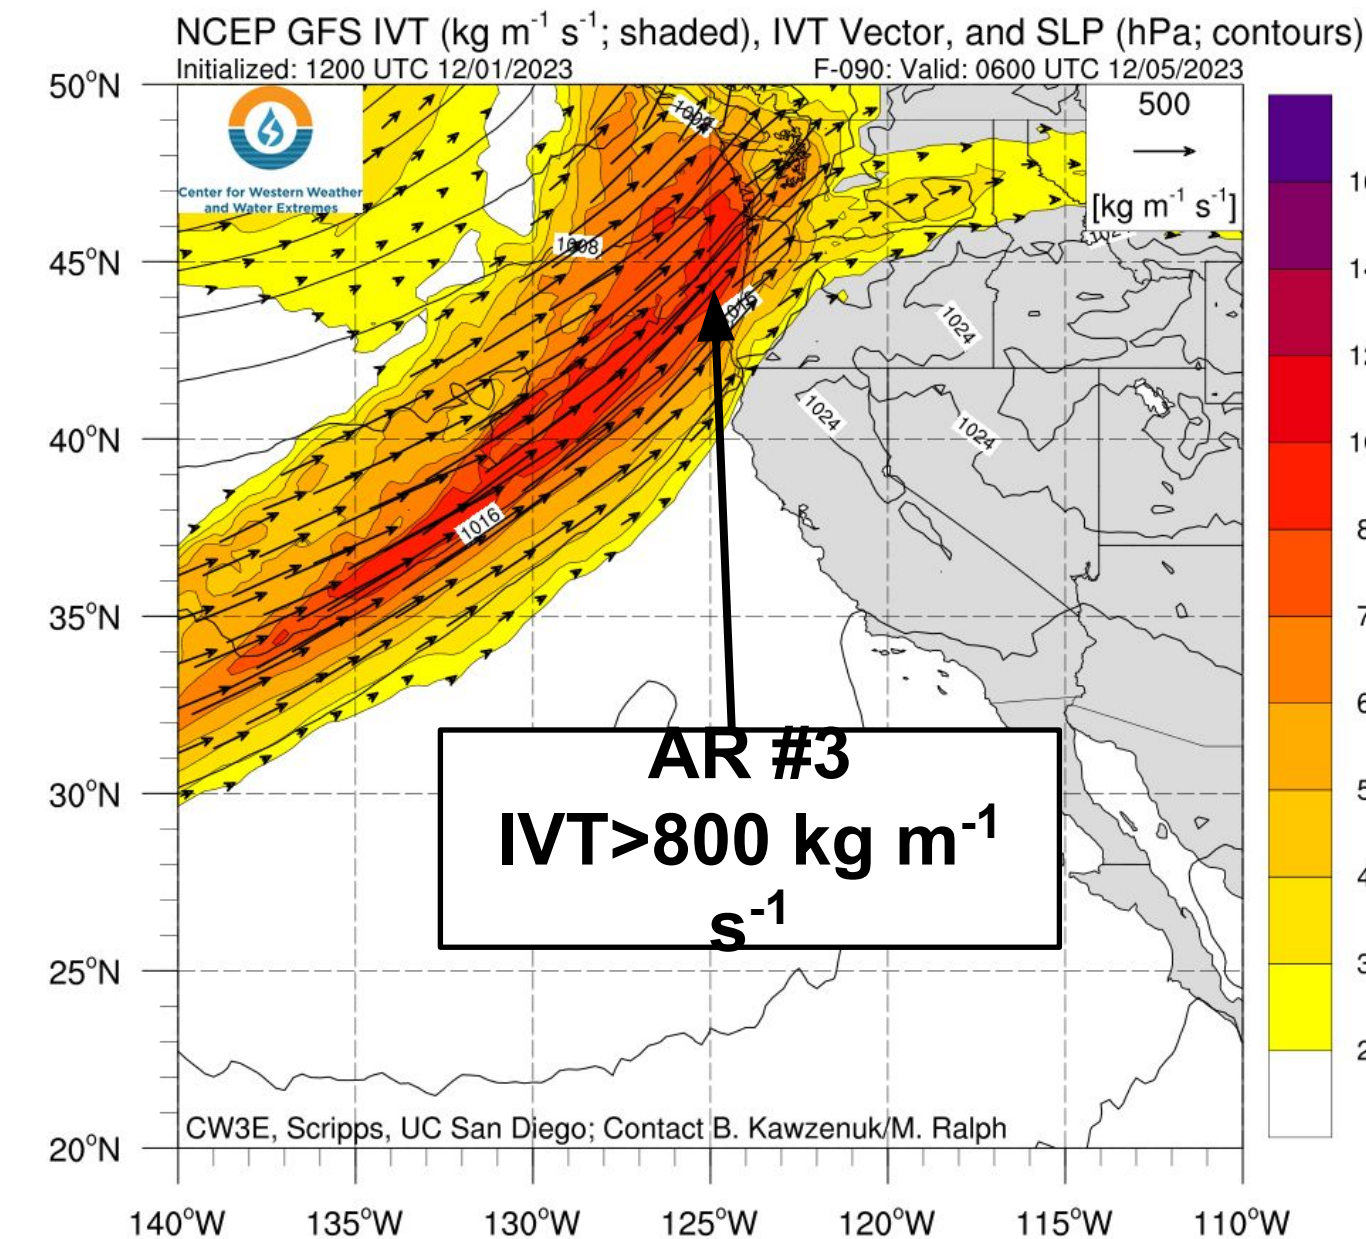 NCEP GFS IVT (kg m⁻¹ s⁻¹; shaded), IVT Vector, and SLP (hPa; contours)
Initialized: 1200 UTC 12/01/2023
F-090: Valid: 0600 UTC 12/05/2023
Center for Western Weather
and Water Extremes
500
[kg m⁻¹ s⁻¹]
50°N
45°N
40°N
35°N
30°N
25°N
20°N
1008
1024
1024
1024
1016
AR #3
IVT>800 kg m⁻¹
s⁻¹
CW3E, Scripps, UC San Diego; Contact B. Kawzenuk/M. Ralph
140°W
135°W
130°W
125°W
120°W
115°W
110°W